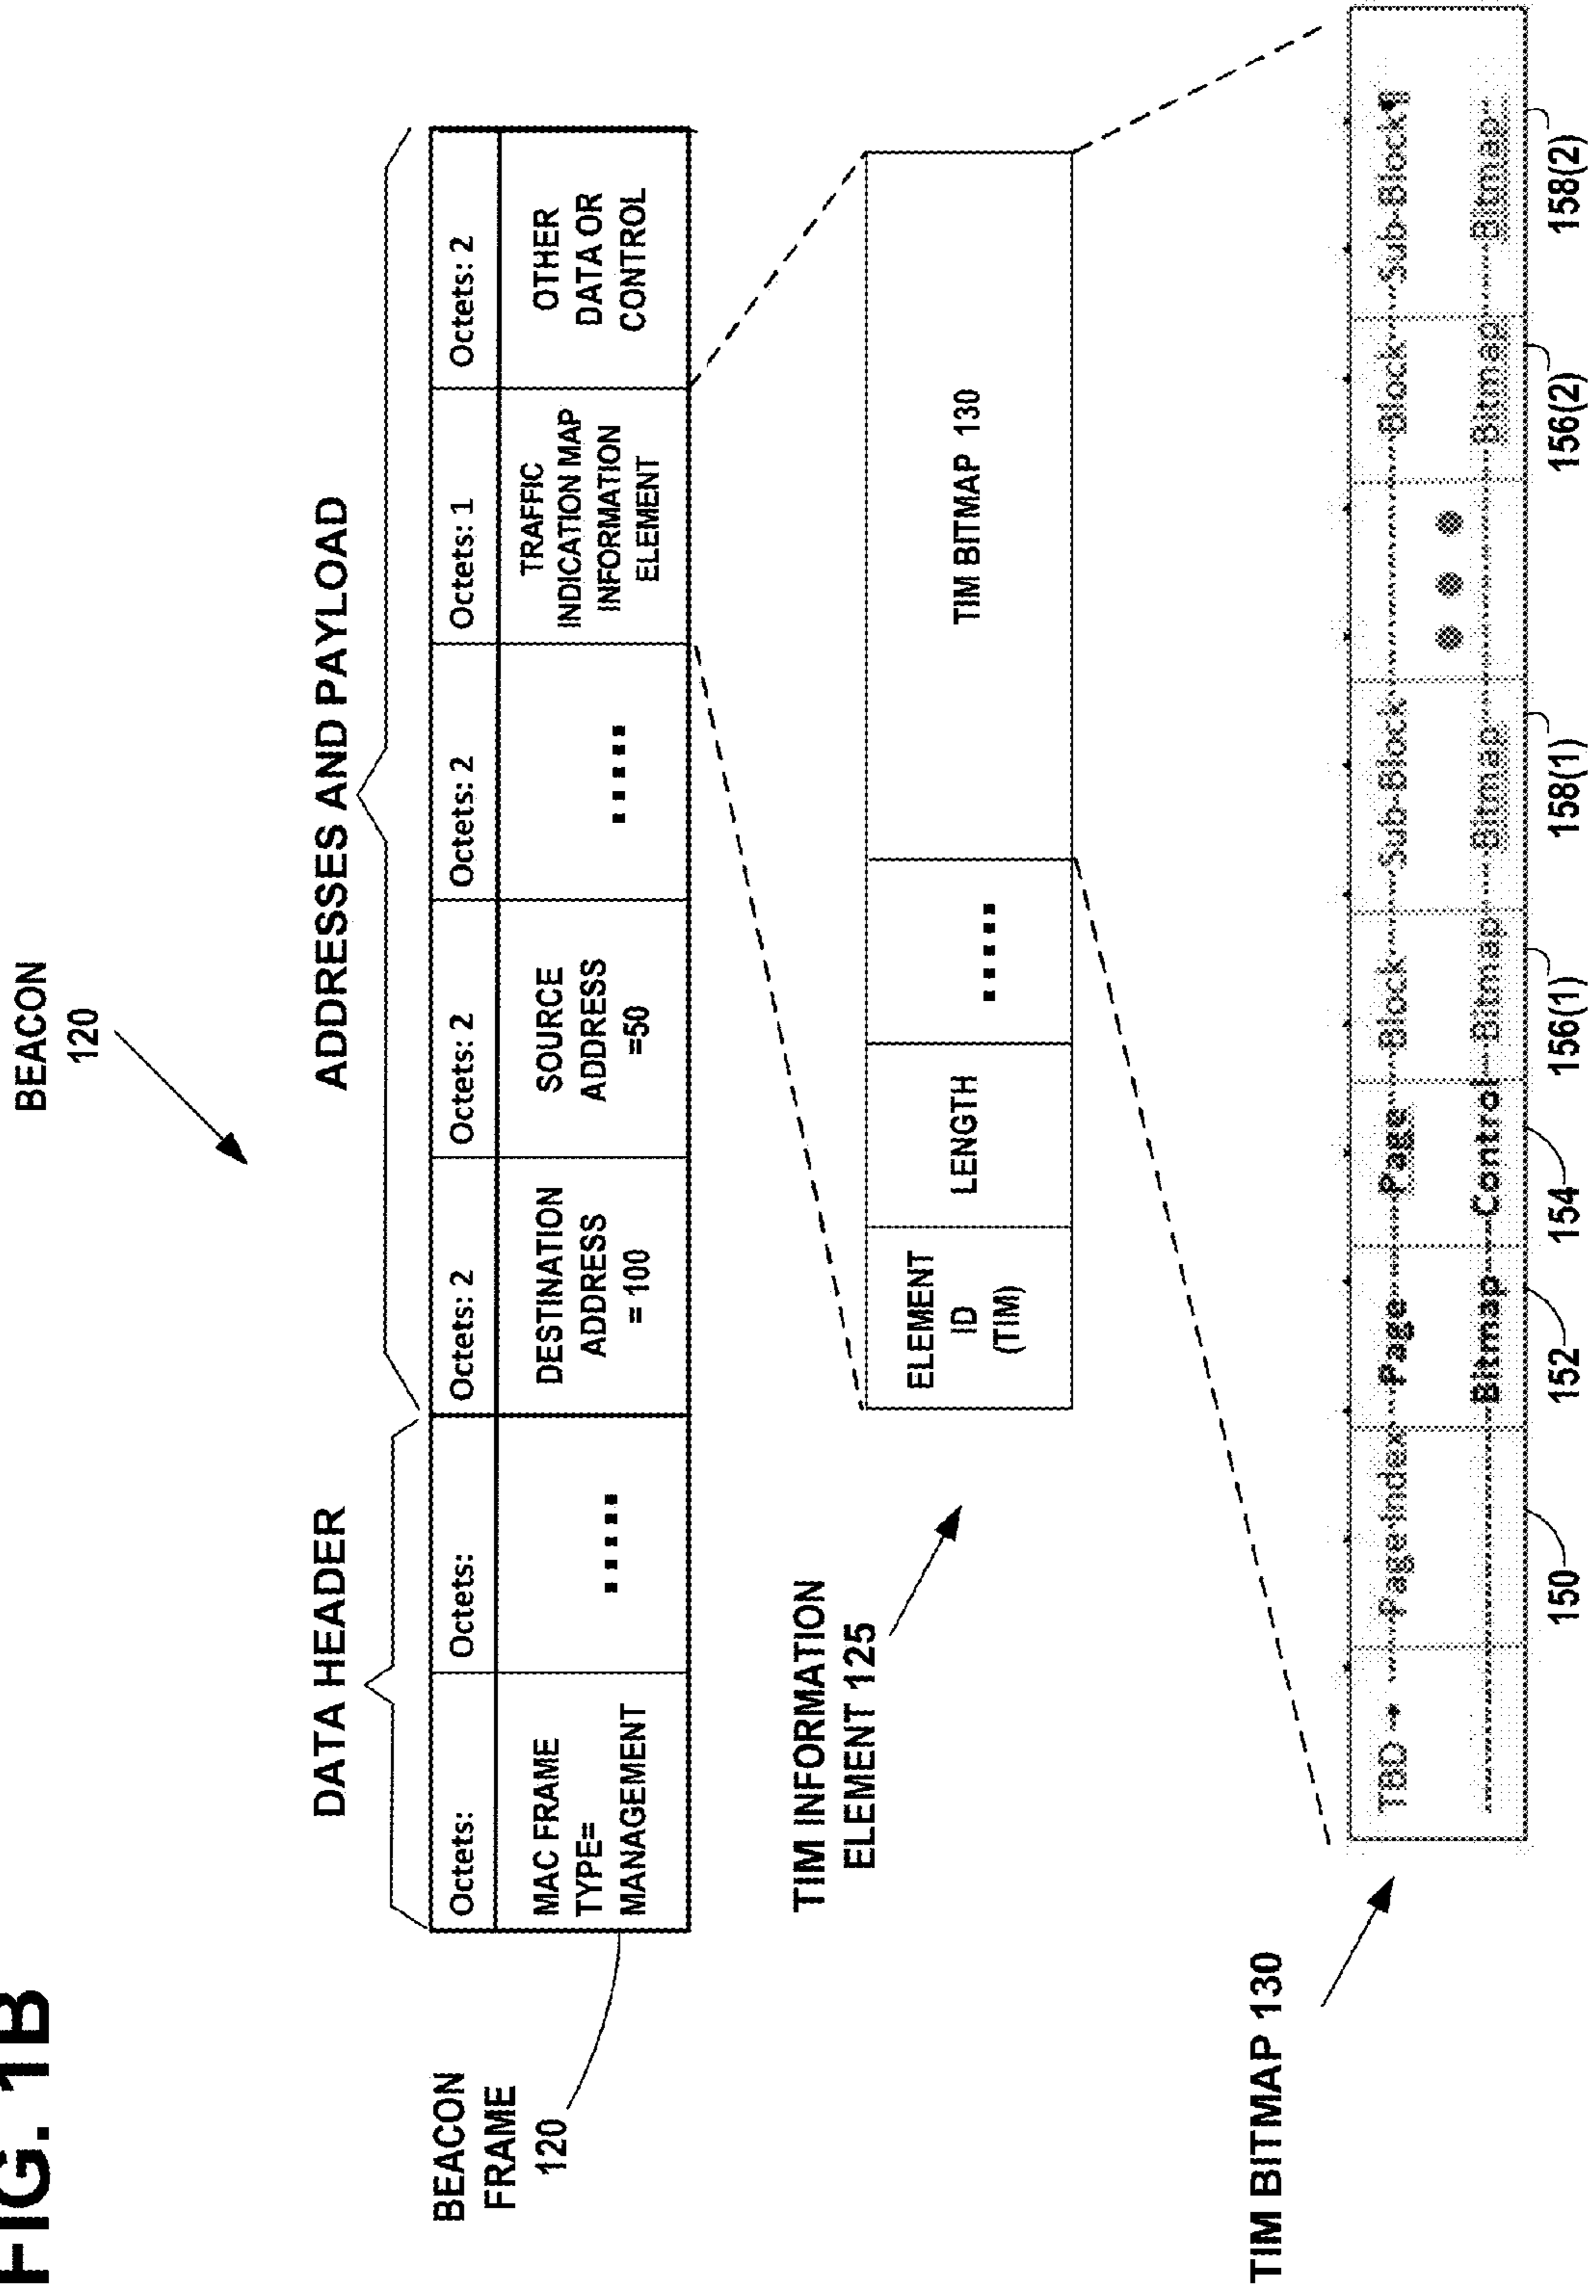 FIG. 1B
BEACON
120
DATA HEADER
ADDRESSES AND PAYLOAD
BEACON
FRAME
120
Octets:
Octets:
Octets: 2
Octets: 2
Octets: 2
Octets: 1
Octets: 2
MAC FRAME
TYPE=
MANAGEMENT
.....
DESTINATION
ADDRESS
= 100
SOURCE
ADDRESS
=50
.....
TRAFFIC
INDICATION MAP
INFORMATION
ELEMENT
OTHER
DATA OR
CONTROL
TIM INFORMATION
ELEMENT 125
ELEMENT
ID
(TIM)
LENGTH
.....
TIM BITMAP 130
TIM BITMAP 130
TBD Page Index Page Page Block Sub-Block Block Sub-Block¶
Bitmap Control Bitmap Bitmap Bitmap Bitmap
150 152 154 156(1) 158(1) 156(2) 158(2)